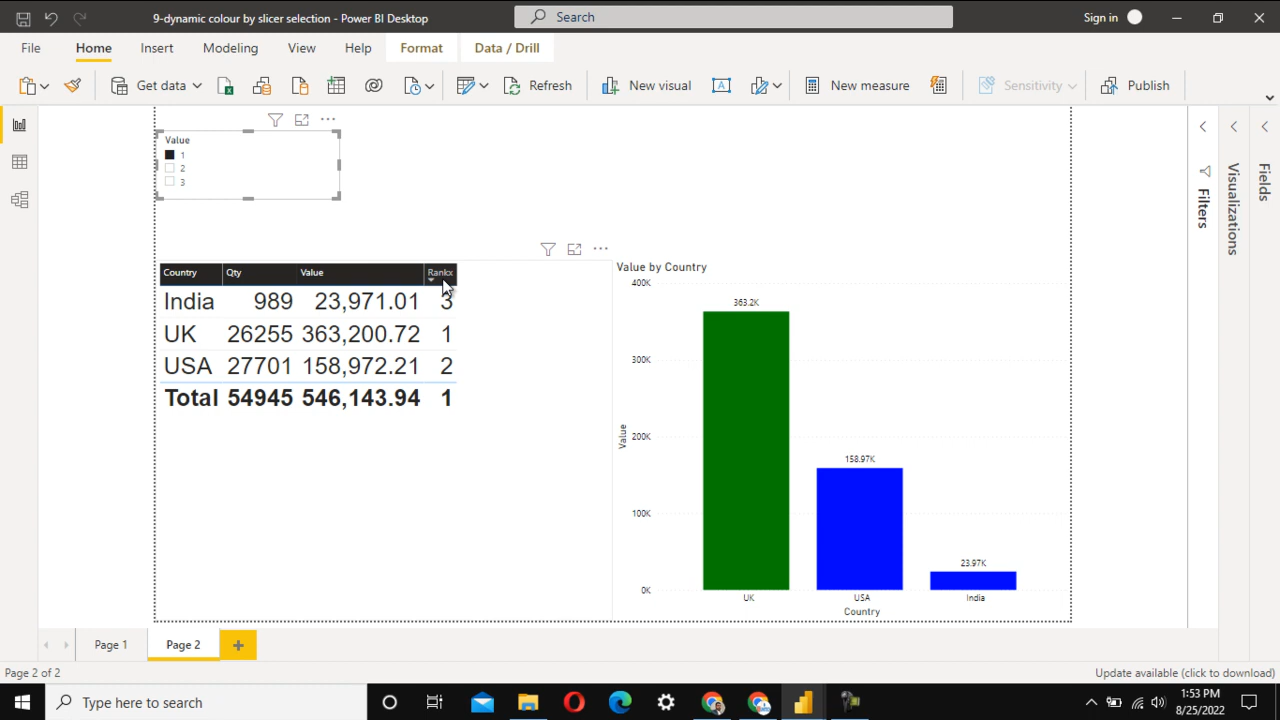 9-dynamic colour by slicer selection - Power BI Desktop
Search
Sign in
File Home Insert Modeling View Help Format Data / Drill
Get data Refresh New visual New measure Sensitivity Publish
Value
1
2
3
Filters
Visualizations
Fields
Country Qty Value Rankx
India 989 23,971.01 3
UK 26255 363,200.72 1
USA 27701 158,972.21 2
Total 54945 546,143.94 1
Value by Country
400K
363.2K
300K
158.97K
200K
Value
100K
23.97K
0K
UK USA India
Country
Page 1 Page 2
Page 2 of 2
Update available (click to download)
Type here to search
1:53 PM
8/25/2022